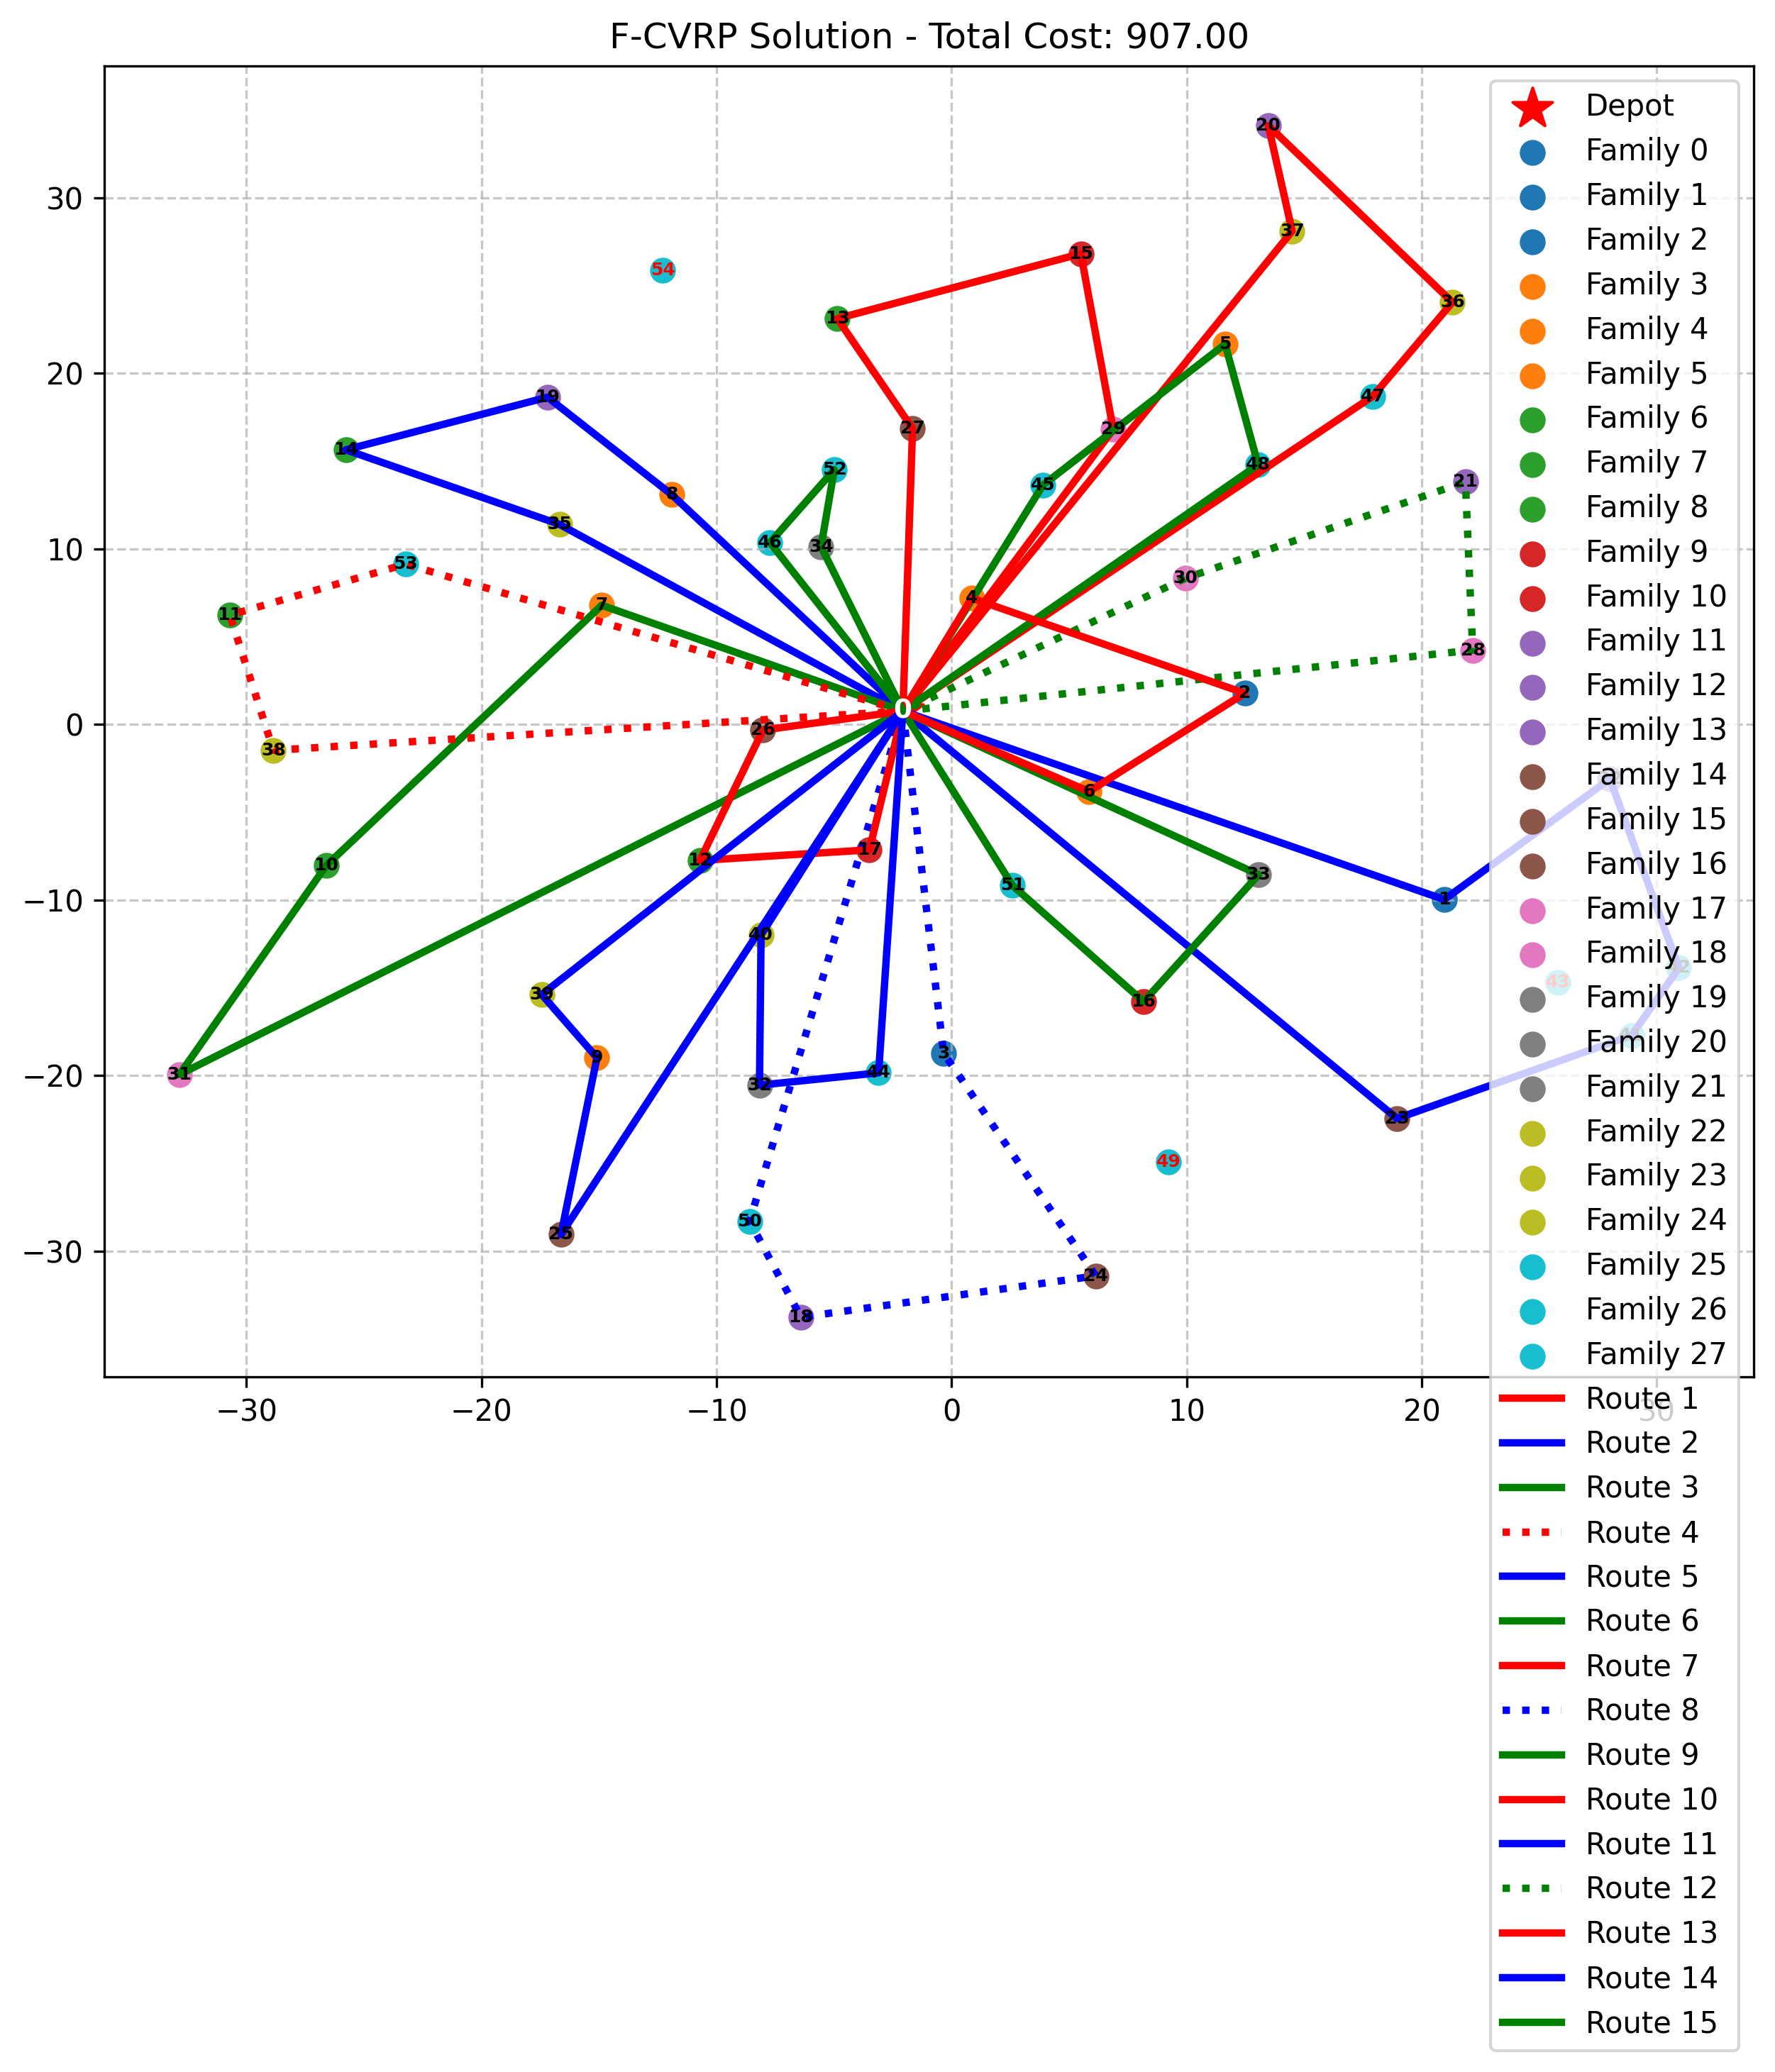 F-CVRP Solution - Total Cost: 907.00
30
20
10
0
−10
−20
−30
−30
−20
−10
0
10
20
30
20
37
15
36
54
13
5
47
19
27
29
14
52
45
48
21
8
35
46
34
53
30
7
4
11
28
2
0
26
38
6
17
12
10
51
33
1
40
42
43
39
16
3
9
31
44
32
23
49
50
25
24
18
Depot
Family 0
Family 1
Family 2
Family 3
Family 4
Family 5
Family 6
Family 7
Family 8
Family 9
Family 10
Family 11
Family 12
Family 13
Family 14
Family 15
Family 16
Family 17
Family 18
Family 19
Family 20
Family 21
Family 22
Family 23
Family 24
Family 25
Family 26
Family 27
Route 1
Route 2
Route 3
Route 4
Route 5
Route 6
Route 7
Route 8
Route 9
Route 10
Route 11
Route 12
Route 13
Route 14
Route 15